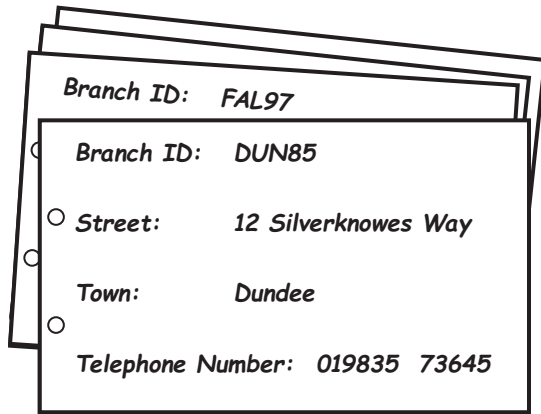 Branch ID: FAL97
Branch ID: DUN85
Street: 12 Silverknowes Way
Town: Dundee
Telephone Number: 019835 73645